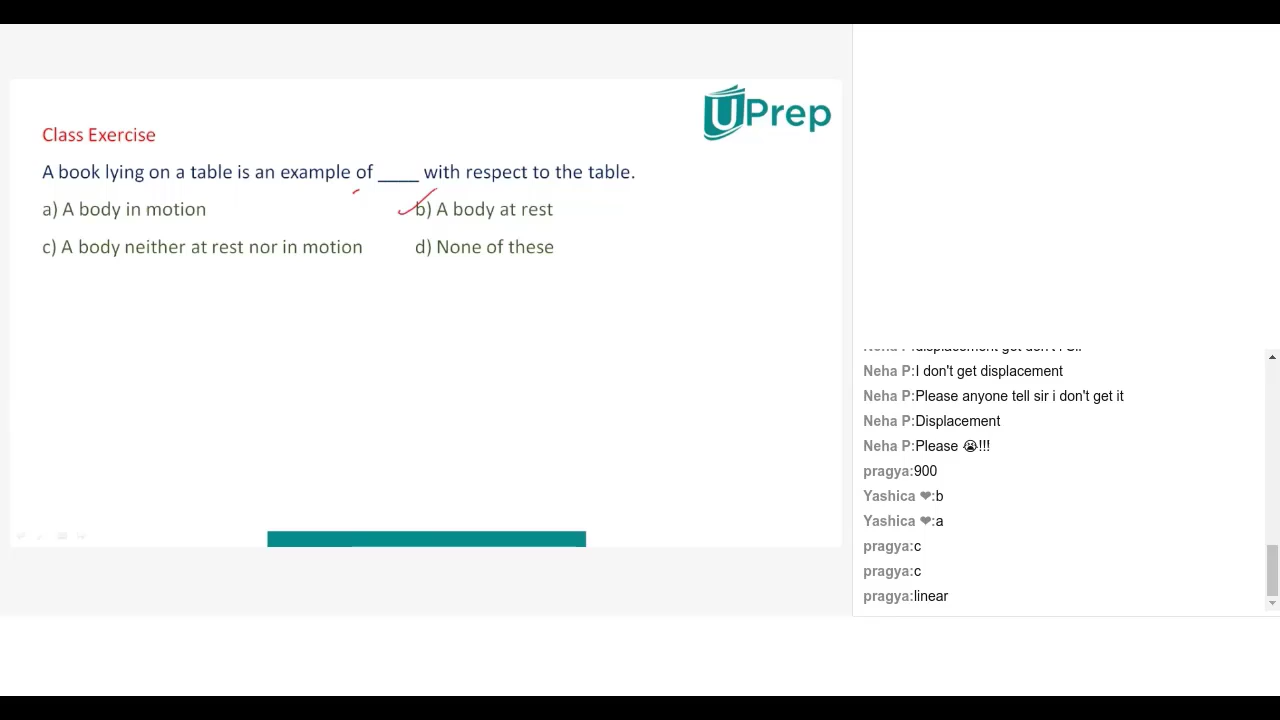 UPrep
Class Exercise
A book lying on a table is an example of ____ with respect to the table.
a) A body in motion
b) A body at rest
c) A body neither at rest nor in motion
d) None of these
Neha P:I don't get displacement
Neha P:Please anyone tell sir i don't get it
Neha P:Displacement
Neha P:Please 😭!!!
pragya:900
Yashica ❤:b
Yashica ❤:a
pragya:c
pragya:c
pragya:linear